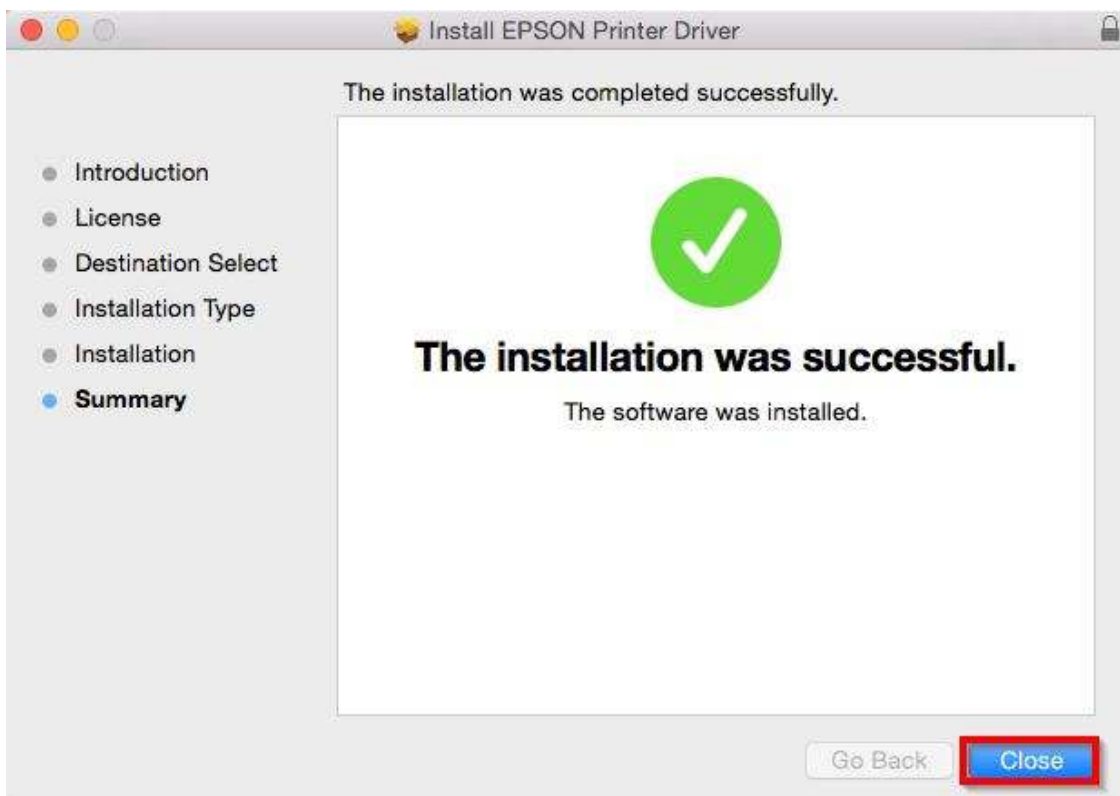 Install EPSON Printer Driver
The installation was completed successfully.
Introduction
License
Destination Select
Installation Type
Installation
Summary
The installation was successful.
The software was installed.
Go Back
Close